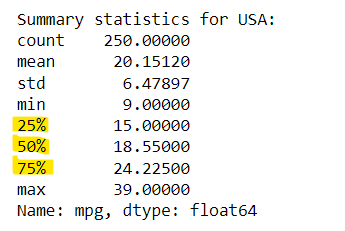 Summary statistics for USA:
count 250.00000
mean 20.15120
std 6.47897
min 9.00000
25% 15.00000
50% 18.55000
75% 24.22500
max 39.00000
Name: mpg, dtype: float64